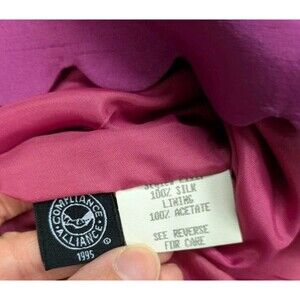 COMPLIANCE
ALLIANCE
1995
©
100% SILK
LINING
100% ACETATE
SEE REVERSE
FOR CARE